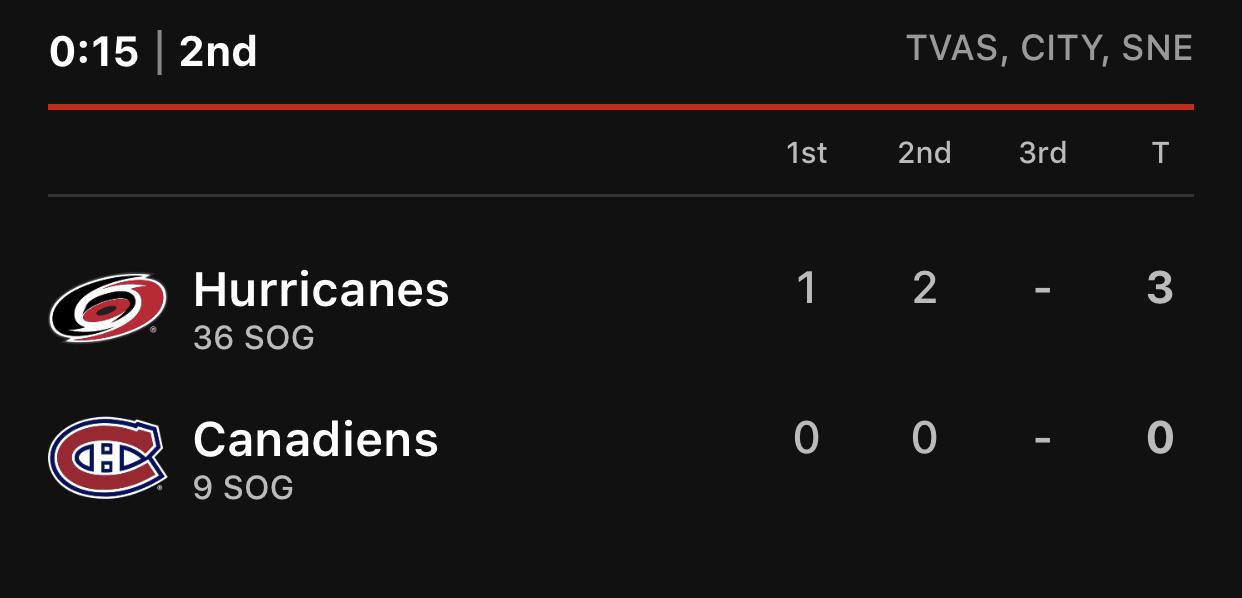 0:15 | 2nd TVAS, CITY, SNE
1st 2nd 3rd T
Hurricanes 1 2 - 3
36 SOG
Canadiens 0 0 - 0
9 SOG